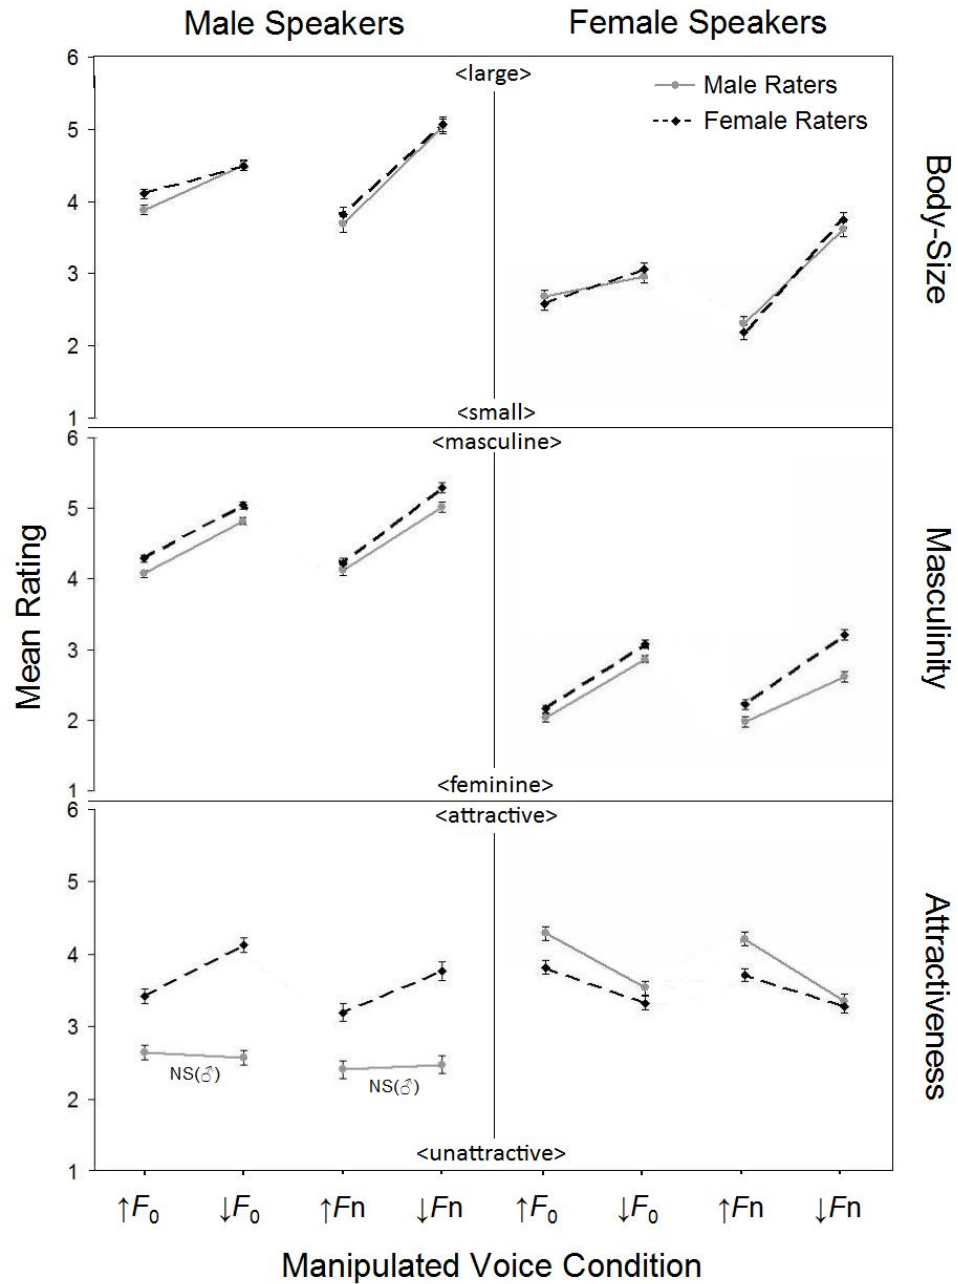 Male Speakers
Female Speakers
<large>
Male Raters
Female Raters
6
5
4
3
2
1
<small>
Body-Size
<masculine>
6
5
4
3
2
1
<feminine>
Masculinity
Mean Rating
<attractive>
6
5
4
3
2
1
NS(♂)
NS(♂)
<unattractive>
Attractiveness
↑F₀ ↓F₀ ↑Fn ↓Fn ↑F₀ ↓F₀ ↑Fn ↓Fn
Manipulated Voice Condition